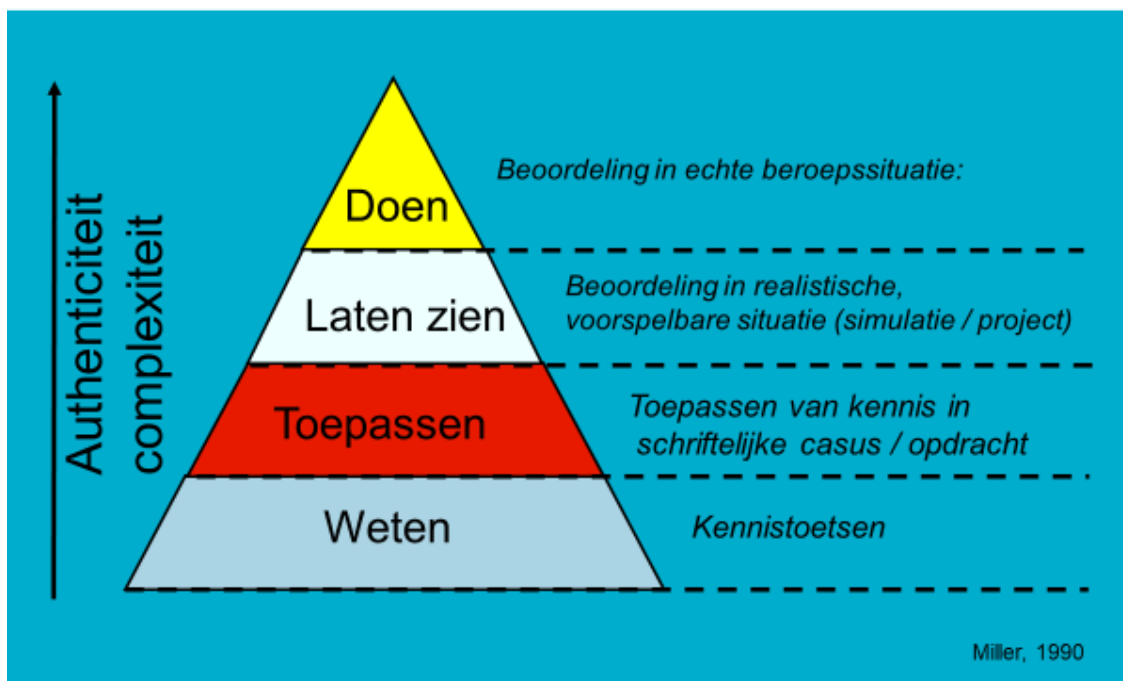 Authenticiteit
complexiteit
Doen
Beoordeling in echte beroepssituatie:
Laten zien
Beoordeling in realistische,
voorspelbare situatie (simulatie / project)
Toepassen
Toepassen van kennis in
schriftelijke casus / opdracht
Weten
Kennistoetsen
Miller, 1990